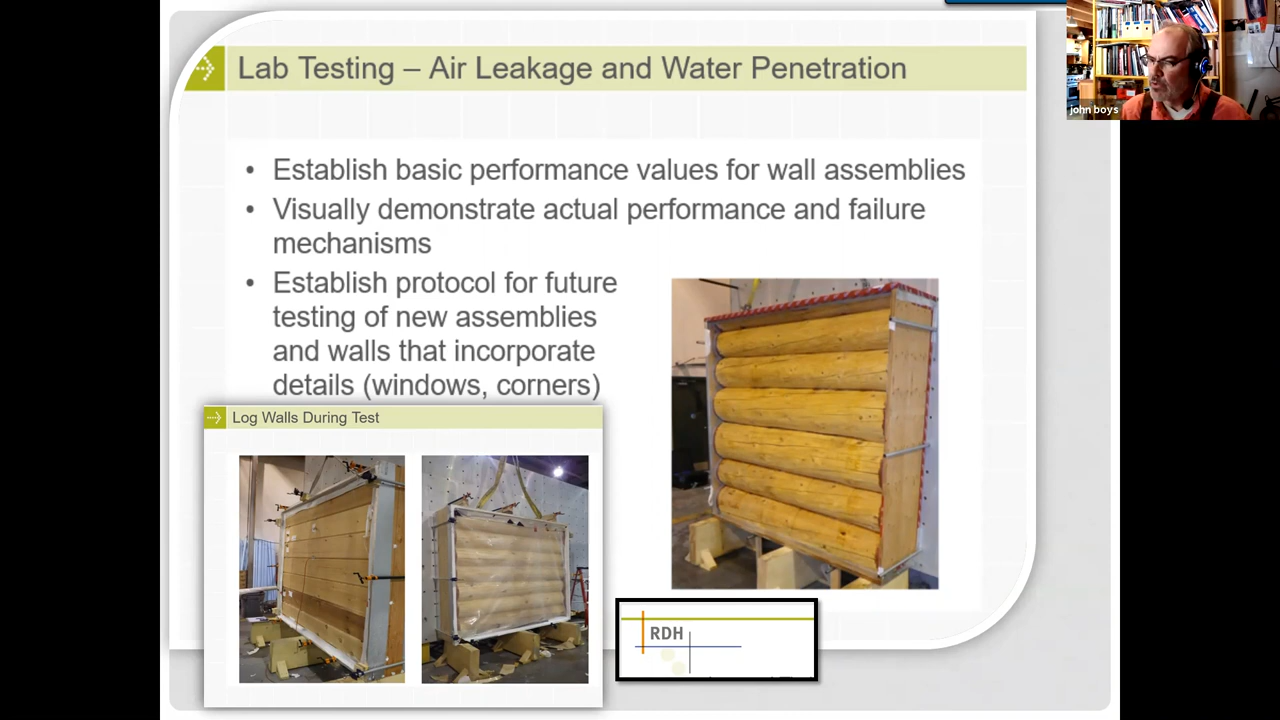 Lab Testing – Air Leakage and Water Penetration
john boys
• Establish basic performance values for wall assemblies
• Visually demonstrate actual performance and failure
mechanisms
• Establish protocol for future
testing of new assemblies
and walls that incorporate
details (windows, corners)
Log Walls During Test
RDH